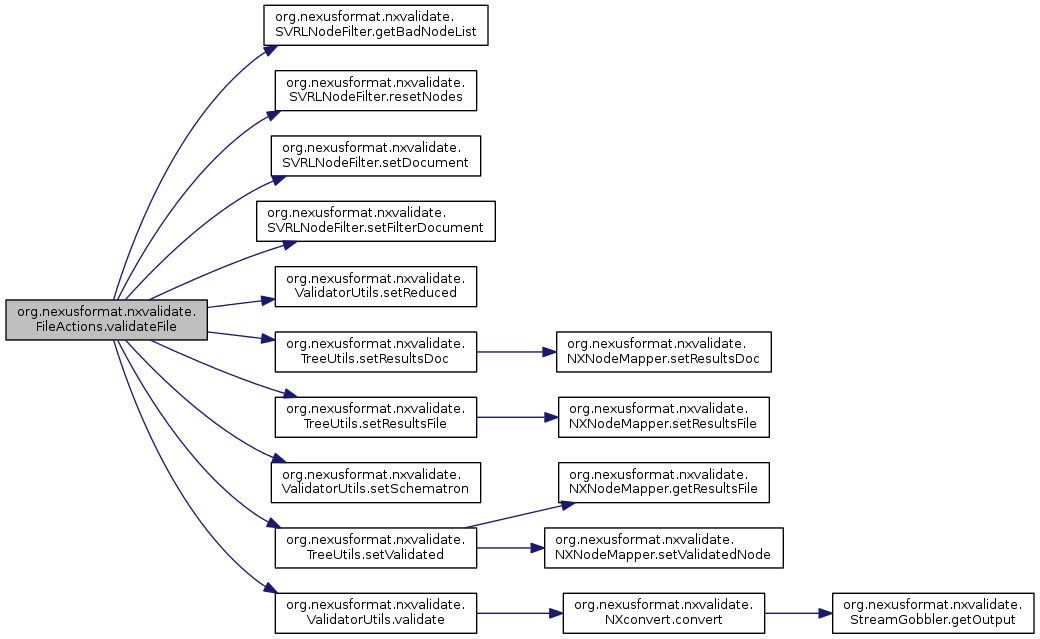 org.nexusformat.nxvalidate.
SVRLNodeFilter.getBadNodeList
org.nexusformat.nxvalidate.
SVRLNodeFilter.resetNodes
org.nexusformat.nxvalidate.
SVRLNodeFilter.setDocument
org.nexusformat.nxvalidate.
SVRLNodeFilter.setFilterDocument
org.nexusformat.nxvalidate.
ValidatorUtils.setReduced
org.nexusformat.nxvalidate.
FileActions.validateFile
org.nexusformat.nxvalidate.
TreeUtils.setResultsDoc
org.nexusformat.nxvalidate.
NXNodeMapper.setResultsDoc
org.nexusformat.nxvalidate.
TreeUtils.setResultsFile
org.nexusformat.nxvalidate.
NXNodeMapper.setResultsFile
org.nexusformat.nxvalidate.
ValidatorUtils.setSchematron
org.nexusformat.nxvalidate.
NXNodeMapper.getResultsFile
org.nexusformat.nxvalidate.
TreeUtils.setValidated
org.nexusformat.nxvalidate.
NXNodeMapper.setValidatedNode
org.nexusformat.nxvalidate.
ValidatorUtils.validate
org.nexusformat.nxvalidate.
NXconvert.convert
org.nexusformat.nxvalidate.
StreamGobbler.getOutput